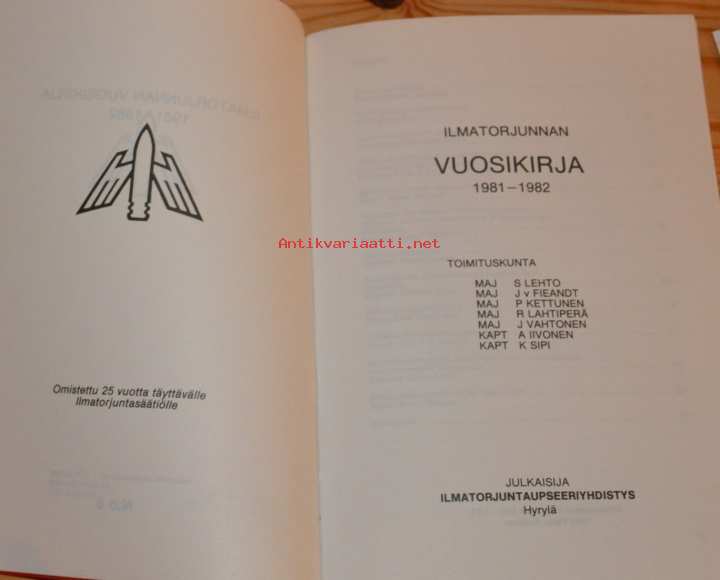 Omistettu 25 vuotta täyttävälle
Ilmatorjuntasäätiölle
ILMATORJUNNAN
VUOSIKIRJA
1981–1982
Antikvariaatti.net
TOIMITUSKUNTA
MAJ S LEHTO
MAJ J v FIEANDT
MAJ P KETTUNEN
MAJ R LAHTIPERÄ
MAJ J VAHTONEN
KAPT A IIVONEN
KAPT K SIPI
JULKAISIJA
ILMATORJUNTAUPSEERIYHDISTYS
Hyrylä